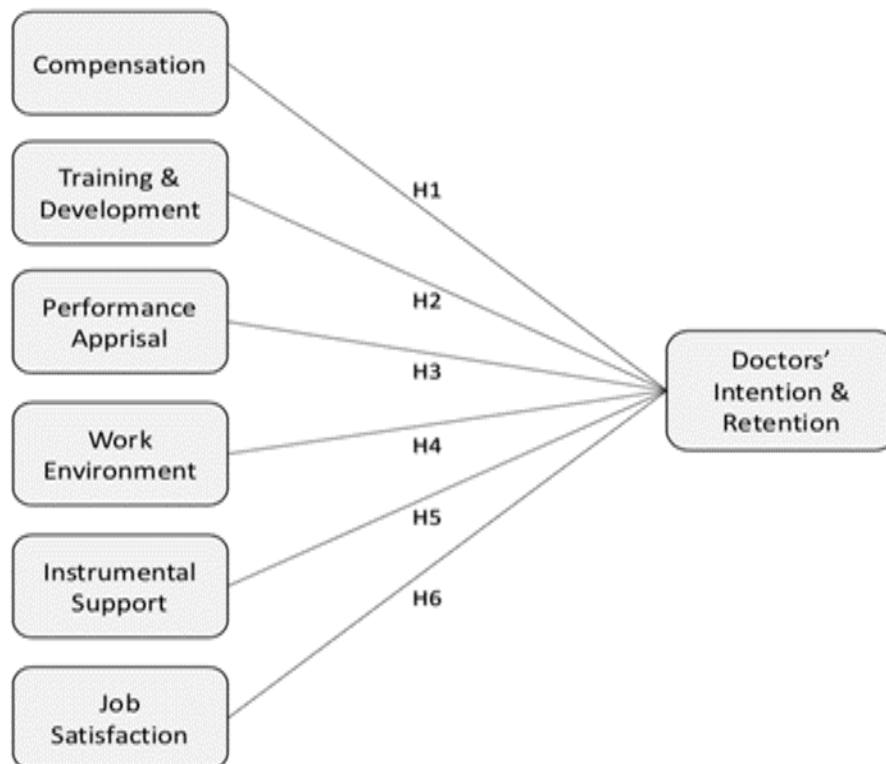 Compensation
Training &
Development
Performance
Apprisal
Work
Environment
Instrumental
Support
Job
Satisfaction
H1
H2
H3
H4
H5
H6
Doctors’
Intention &
Retention